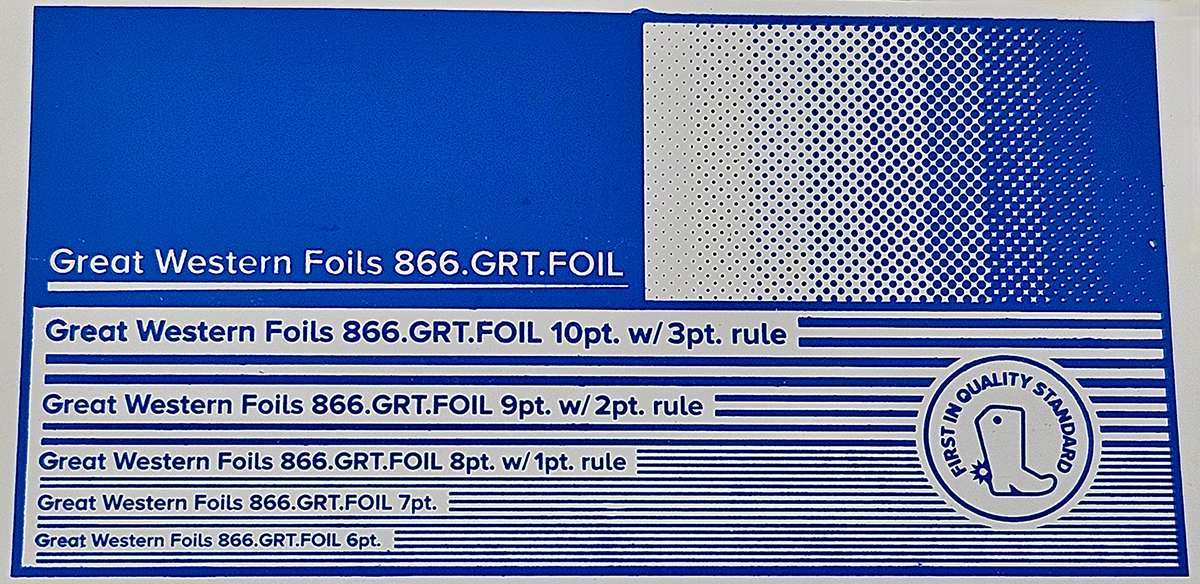 Great Western Foils 866.GRT.FOIL
Great Western Foils 866.GRT.FOIL 10pt. w/ 3pt. rule
Great Western Foils 866.GRT.FOIL 9pt. w/ 2pt. rule
FIRST IN QUALITY STANDARD
Great Western Foils 866.GRT.FOIL 8pt. w/ 1pt. rule
Great Western Foils 866.GRT.FOIL 7pt.
Great Western Foils 866.GRT.FOIL 6pt.